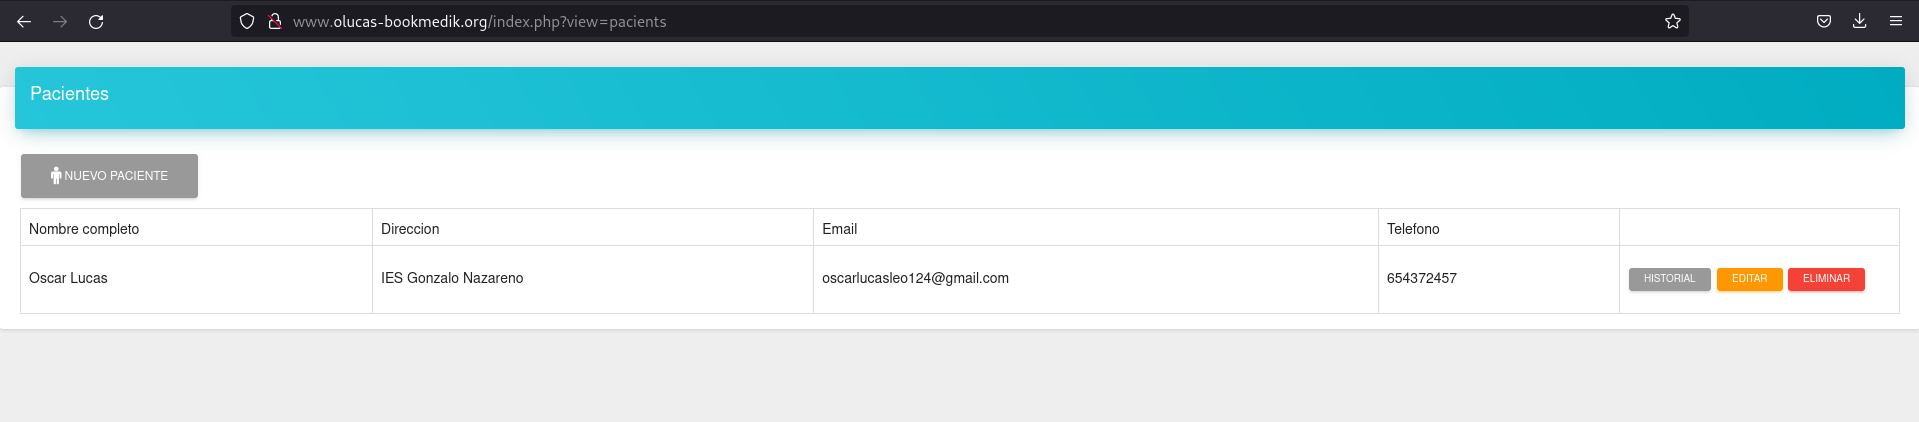 www.olucas-bookmedik.org/index.php?view=pacients
Pacientes
NUEVO PACIENTE
Nombre completo Direccion Email Telefono
Oscar Lucas IES Gonzalo Nazareno oscarlucasleo124@gmail.com 654372457 HISTORIAL EDITAR ELIMINAR